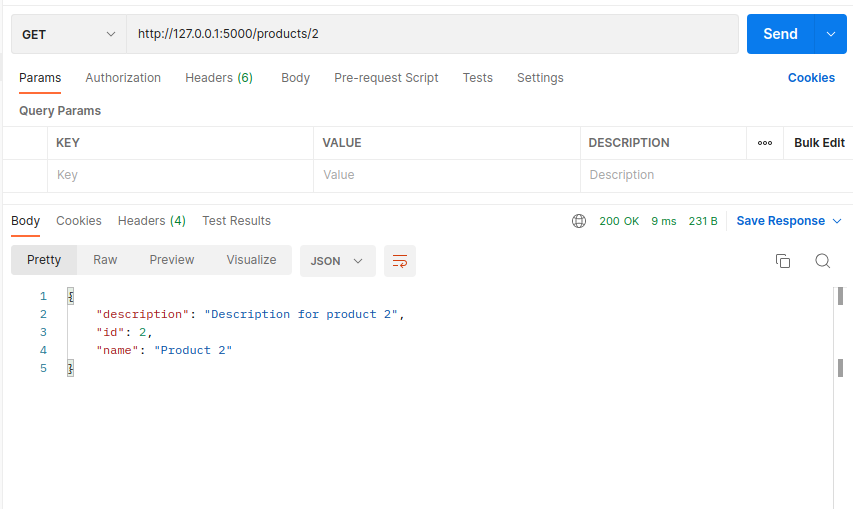 GET http://127.0.0.1:5000/products/2 Send
Params Authorization Headers (6) Body Pre-request Script Tests Settings Cookies
Query Params
KEY VALUE DESCRIPTION ooo Bulk Edit
Key Value Description
Body Cookies Headers (4) Test Results 200 OK 9 ms 231 B Save Response
Pretty Raw Preview Visualize JSON
1 {
2 "description": "Description for product 2",
3 "id": 2,
4 "name": "Product 2"
5 }